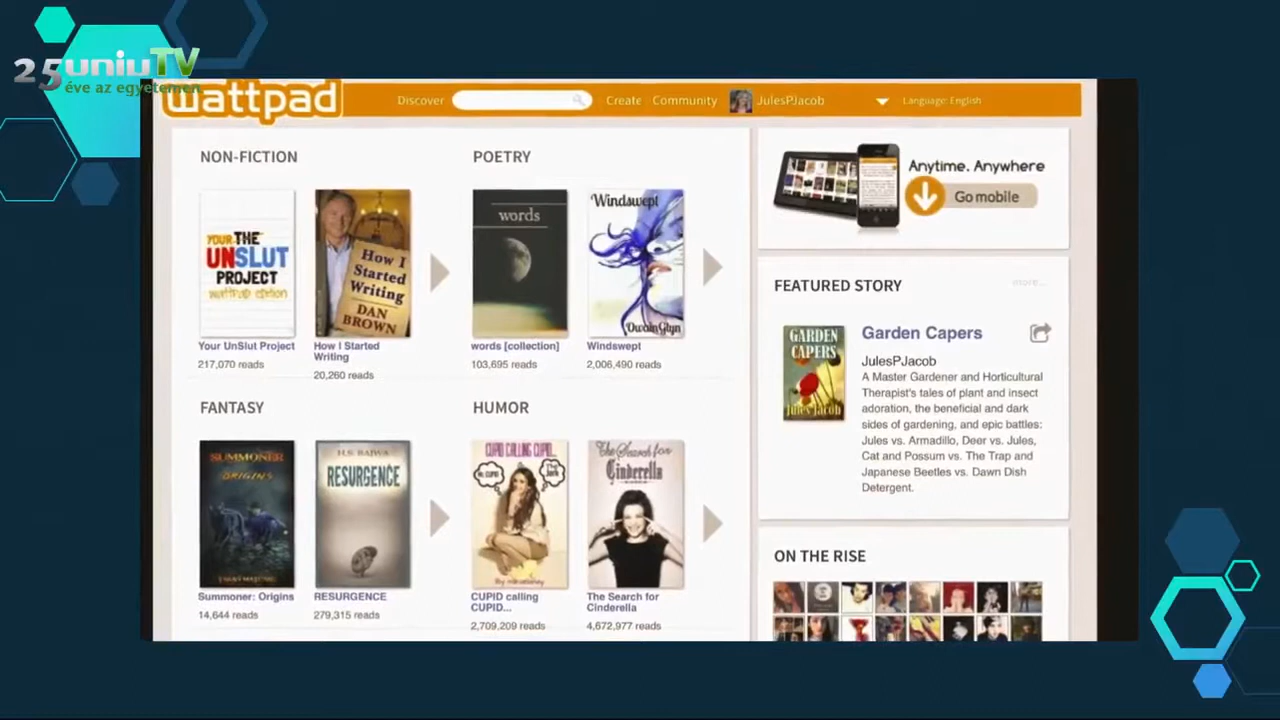 25 uniuTV
éve az egyetemen
wattpad
Discover
Create Community JulesPJacob
Language: English
NON-FICTION
YOUR THE
UNSLUT
PROJECT
wattpad edition
How I
Started
Writing
DAN
BROWN
Your UnSlut Project
217,070 reads
How I Started
Writing
20,260 reads
POETRY
words
Windswept
OwainGlyn
words [collection]
103,695 reads
Windswept
2,006,490 reads
FANTASY
SUMMONER
ORIGINS
H.S. BAJWA
RESURGENCE
Summoner: Origins
14,644 reads
RESURGENCE
279,315 reads
HUMOR
CUPID CALLING CUPID...
The Search for
Cinderella
CUPID calling
CUPID...
2,709,209 reads
The Search for
Cinderella
4,672,977 reads
Anytime. Anywhere
Go mobile
FEATURED STORY
more...
GARDEN
CAPERS
Jules Jacob
Garden Capers
JulesPJacob
A Master Gardener and Horticultural
Therapist's tales of plant and insect
adoration, the beneficial and dark
sides of gardening, and epic battles:
Jules vs. Armadillo, Deer vs. Jules,
Cat and Possum vs. The Trap and
Japanese Beetles vs. Dawn Dish
Detergent.
ON THE RISE